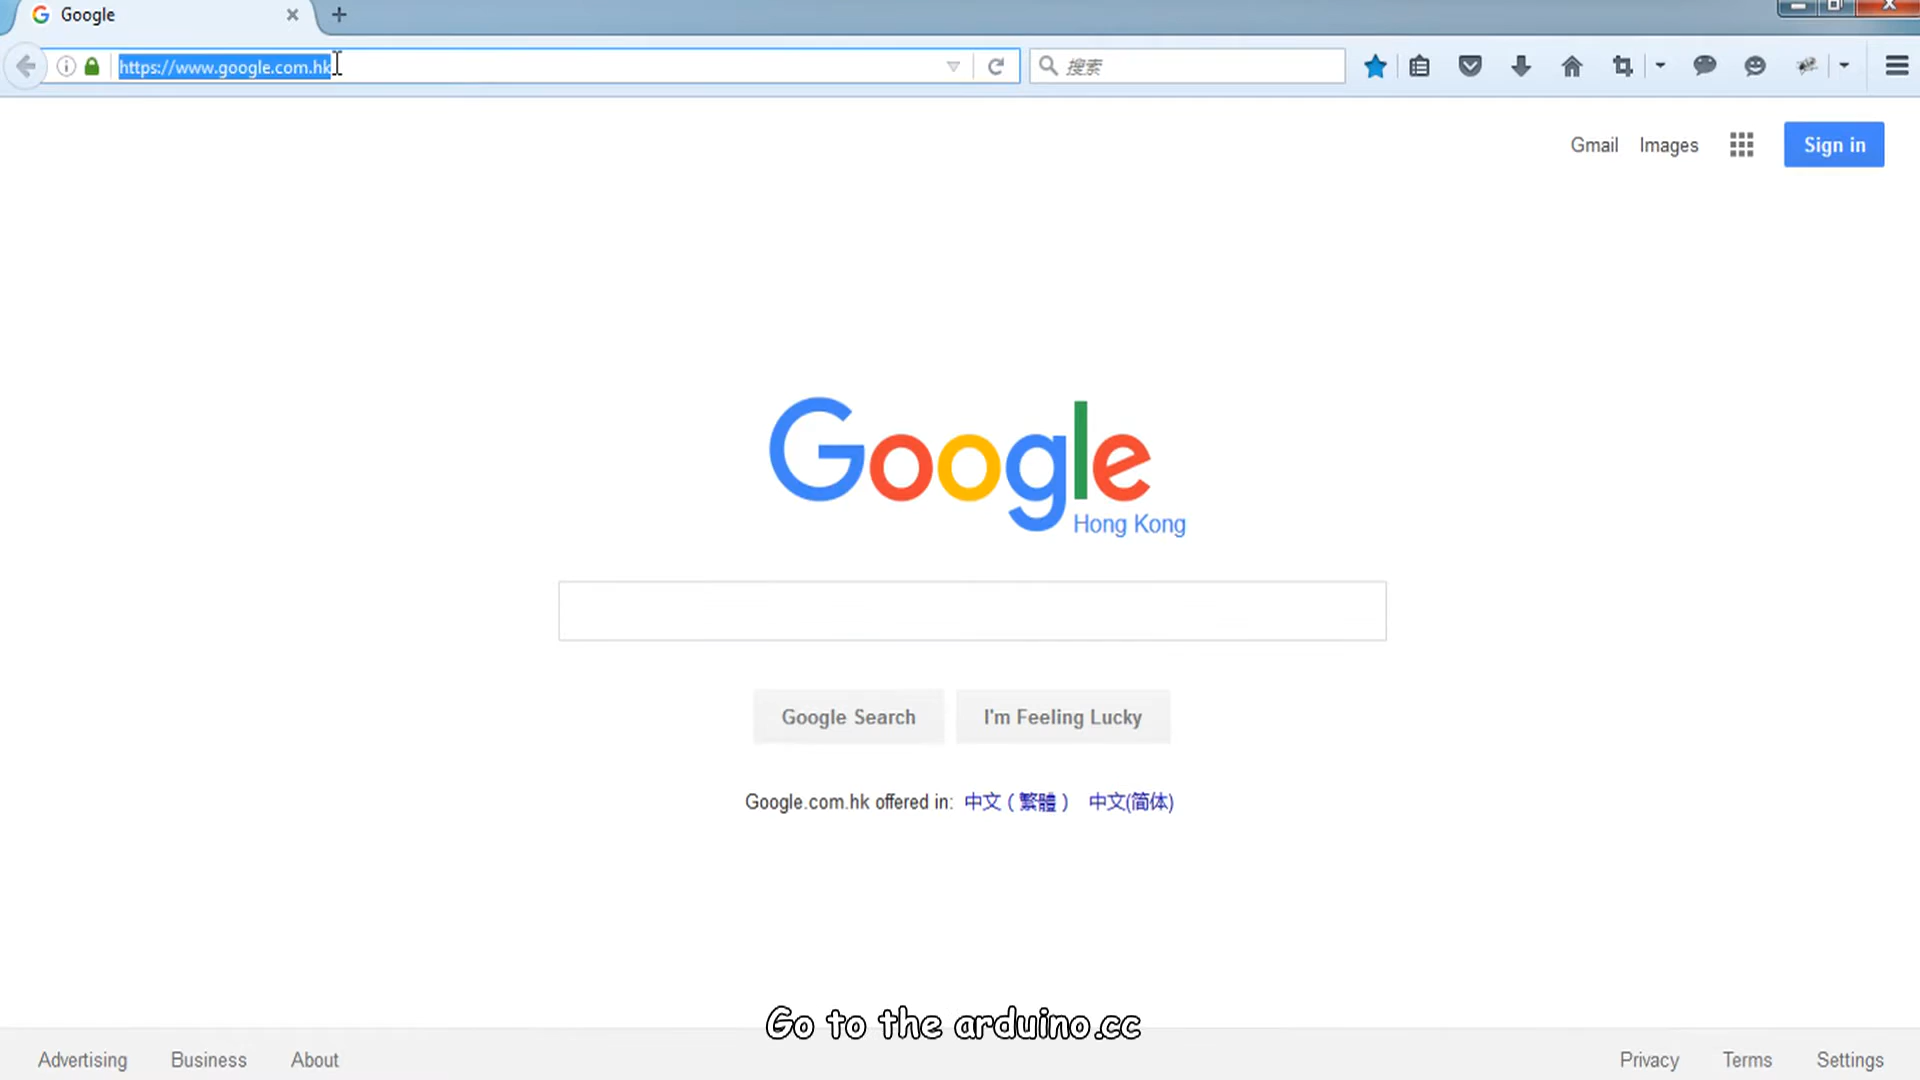 Google
https://www.google.com.hk
搜索
Gmail Images Sign in
Google
Hong Kong
Google Search I'm Feeling Lucky
Google.com.hk offered in: 中文（繁體） 中文(简体)
Go to the arduino.cc
Advertising Business About Privacy Terms Settings